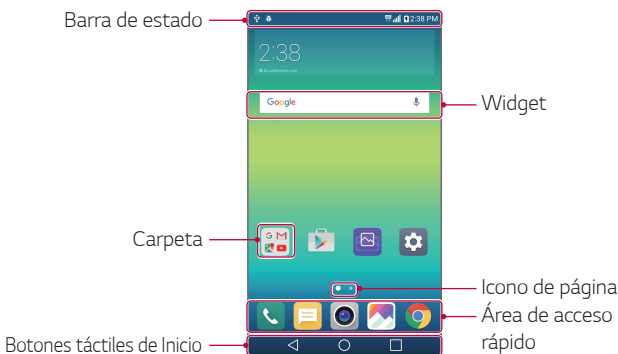 Barra de estado
2:38 PM
2:38
Google
Widget
Carpeta
G M
Icono de página
Área de acceso
rápido
Botones táctiles de Inicio